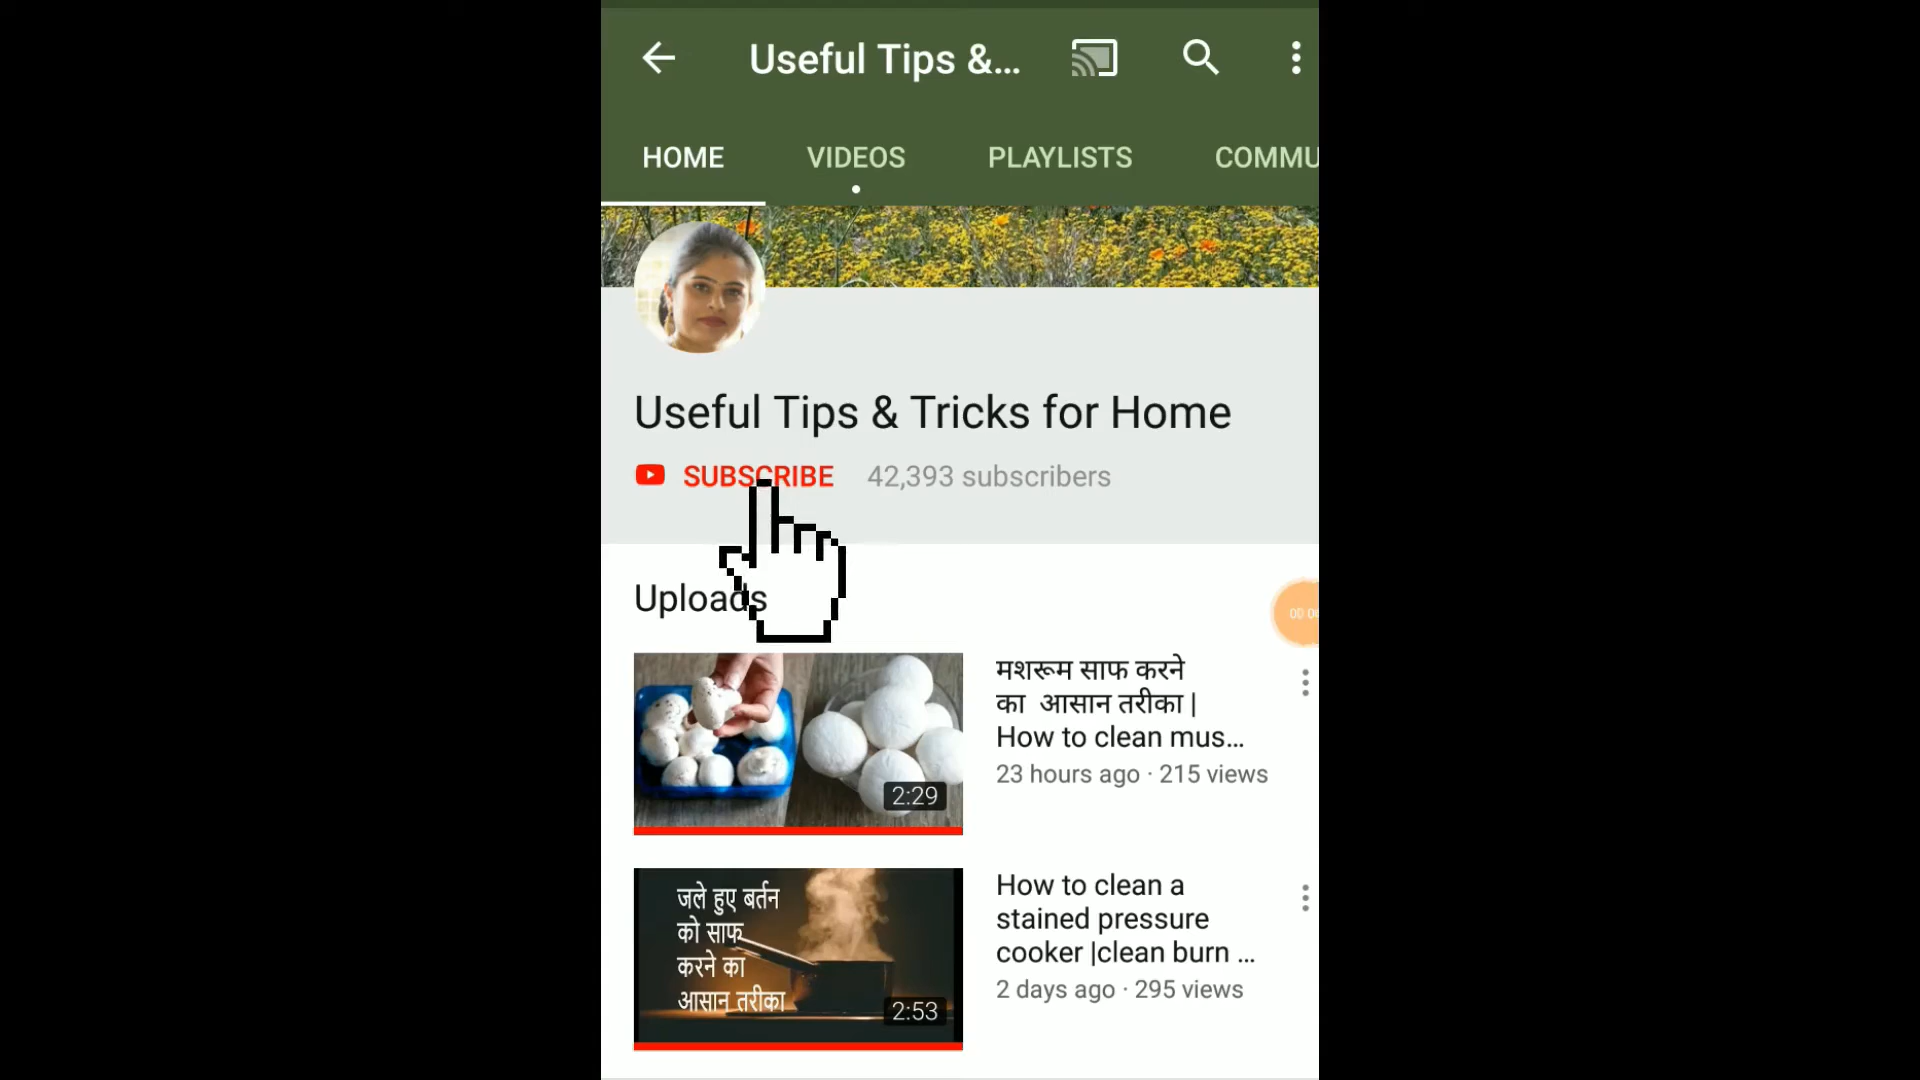 Useful Tips &...
HOME VIDEOS PLAYLISTS COMMU
Useful Tips & Tricks for Home
SUBSCRIBE 42,393 subscribers
Uploads
मशरूम साफ करने
का आसान तरीका |
How to clean mus...
23 hours ago · 215 views
2:29
जले हुए बर्तन
को साफ
करने का
आसान तरीका
2:53
How to clean a
stained pressure
cooker |clean burn ...
2 days ago · 295 views